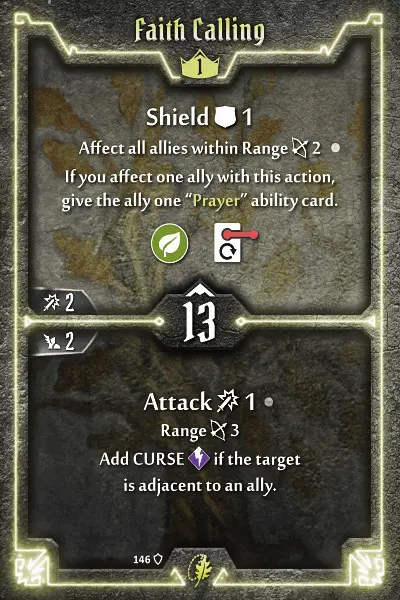 Faith Calling
1
Shield 1
Affect all allies within Range 2
If you affect one ally with this action,
give the ally one “Prayer” ability card.
2
13
2
Attack 1
Range 3
Add CURSE if the target
is adjacent to an ally.
146